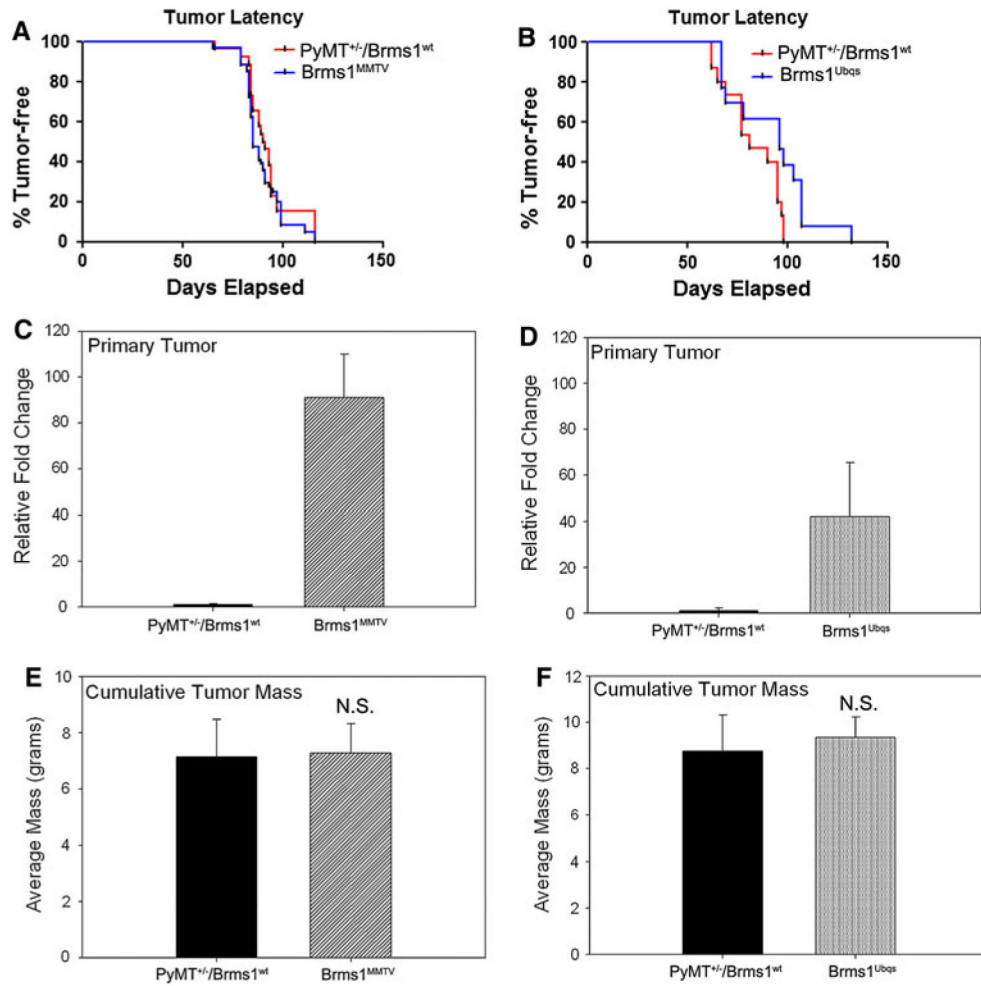 A
Tumor Latency
PyMT+/-/Brms1wt
Brms1MMTV
% Tumor-free
100
80
60
40
20
0
0 50 100 150
Days Elapsed
B
Tumor Latency
PyMT+/-/Brms1wt
Brms1Ubqs
% Tumor-free
100
80
60
40
20
0
0 50 100 150
Days Elapsed
C
Primary Tumor
Relative Fold Change
120
100
80
60
40
20
0
PyMT+/-/Brms1wt Brms1MMTV
D
Primary Tumor
Relative Fold Change
120
100
80
60
40
20
0
PyMT+/-/Brms1wt Brms1Ubqs
E
Cumulative Tumor Mass
N.S.
Average Mass (grams)
10
8
6
4
2
0
PyMT+/-/Brms1wt Brms1MMTV
F
Cumulative Tumor Mass
N.S.
Average Mass (grams)
12
10
8
6
4
2
0
PyMT+/-/Brms1wt Brms1Ubqs